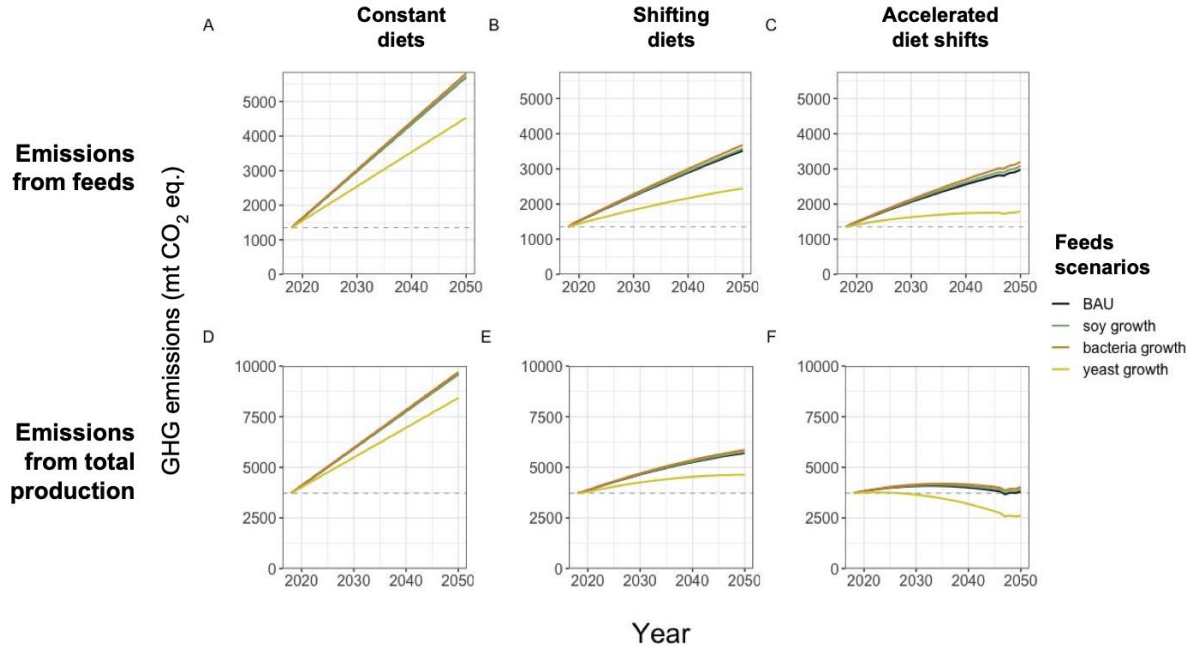 Constant
diets
Shifting
diets
Accelerated
diet shifts
A
B
C
Emissions
from feeds
GHG emissions (mt CO₂ eq.)
5000
4000
3000
2000
1000
0
2020 2030 2040 2050
5000
4000
3000
2000
1000
0
2020 2030 2040 2050
5000
4000
3000
2000
1000
0
2020 2030 2040 2050
Feeds
scenarios
BAU
soy growth
bacteria growth
yeast growth
D
E
F
Emissions
from total
production
10000
7500
5000
2500
0
2020 2030 2040 2050
10000
7500
5000
2500
0
2020 2030 2040 2050
10000
7500
5000
2500
0
2020 2030 2040 2050
Year